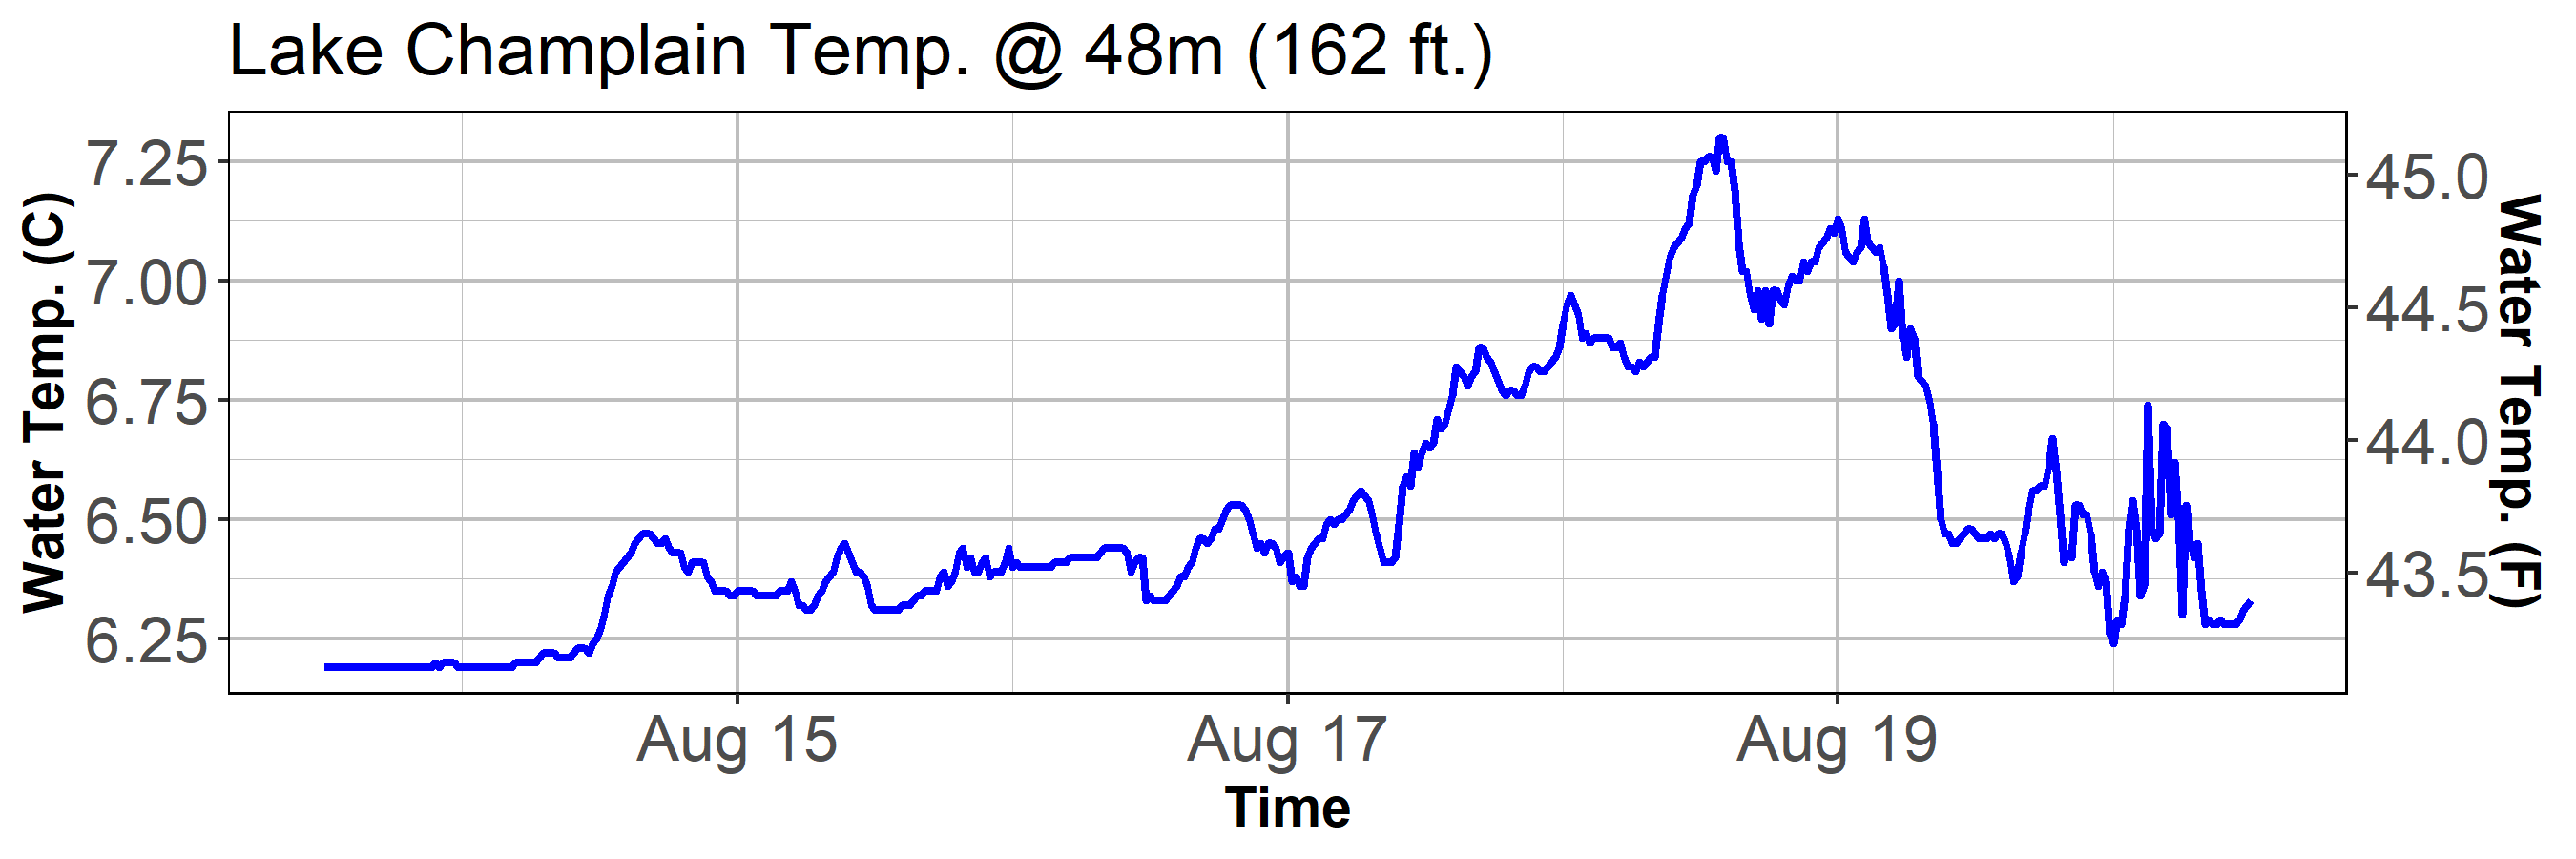 Lake Champlain Temp. @ 48m (162 ft.)
Water Temp. (C)
7.25
7.00
6.75
6.50
6.25
45.0
44.5
44.0
43.5
Water Temp. (F)
Aug 15
Aug 17
Aug 19
Time